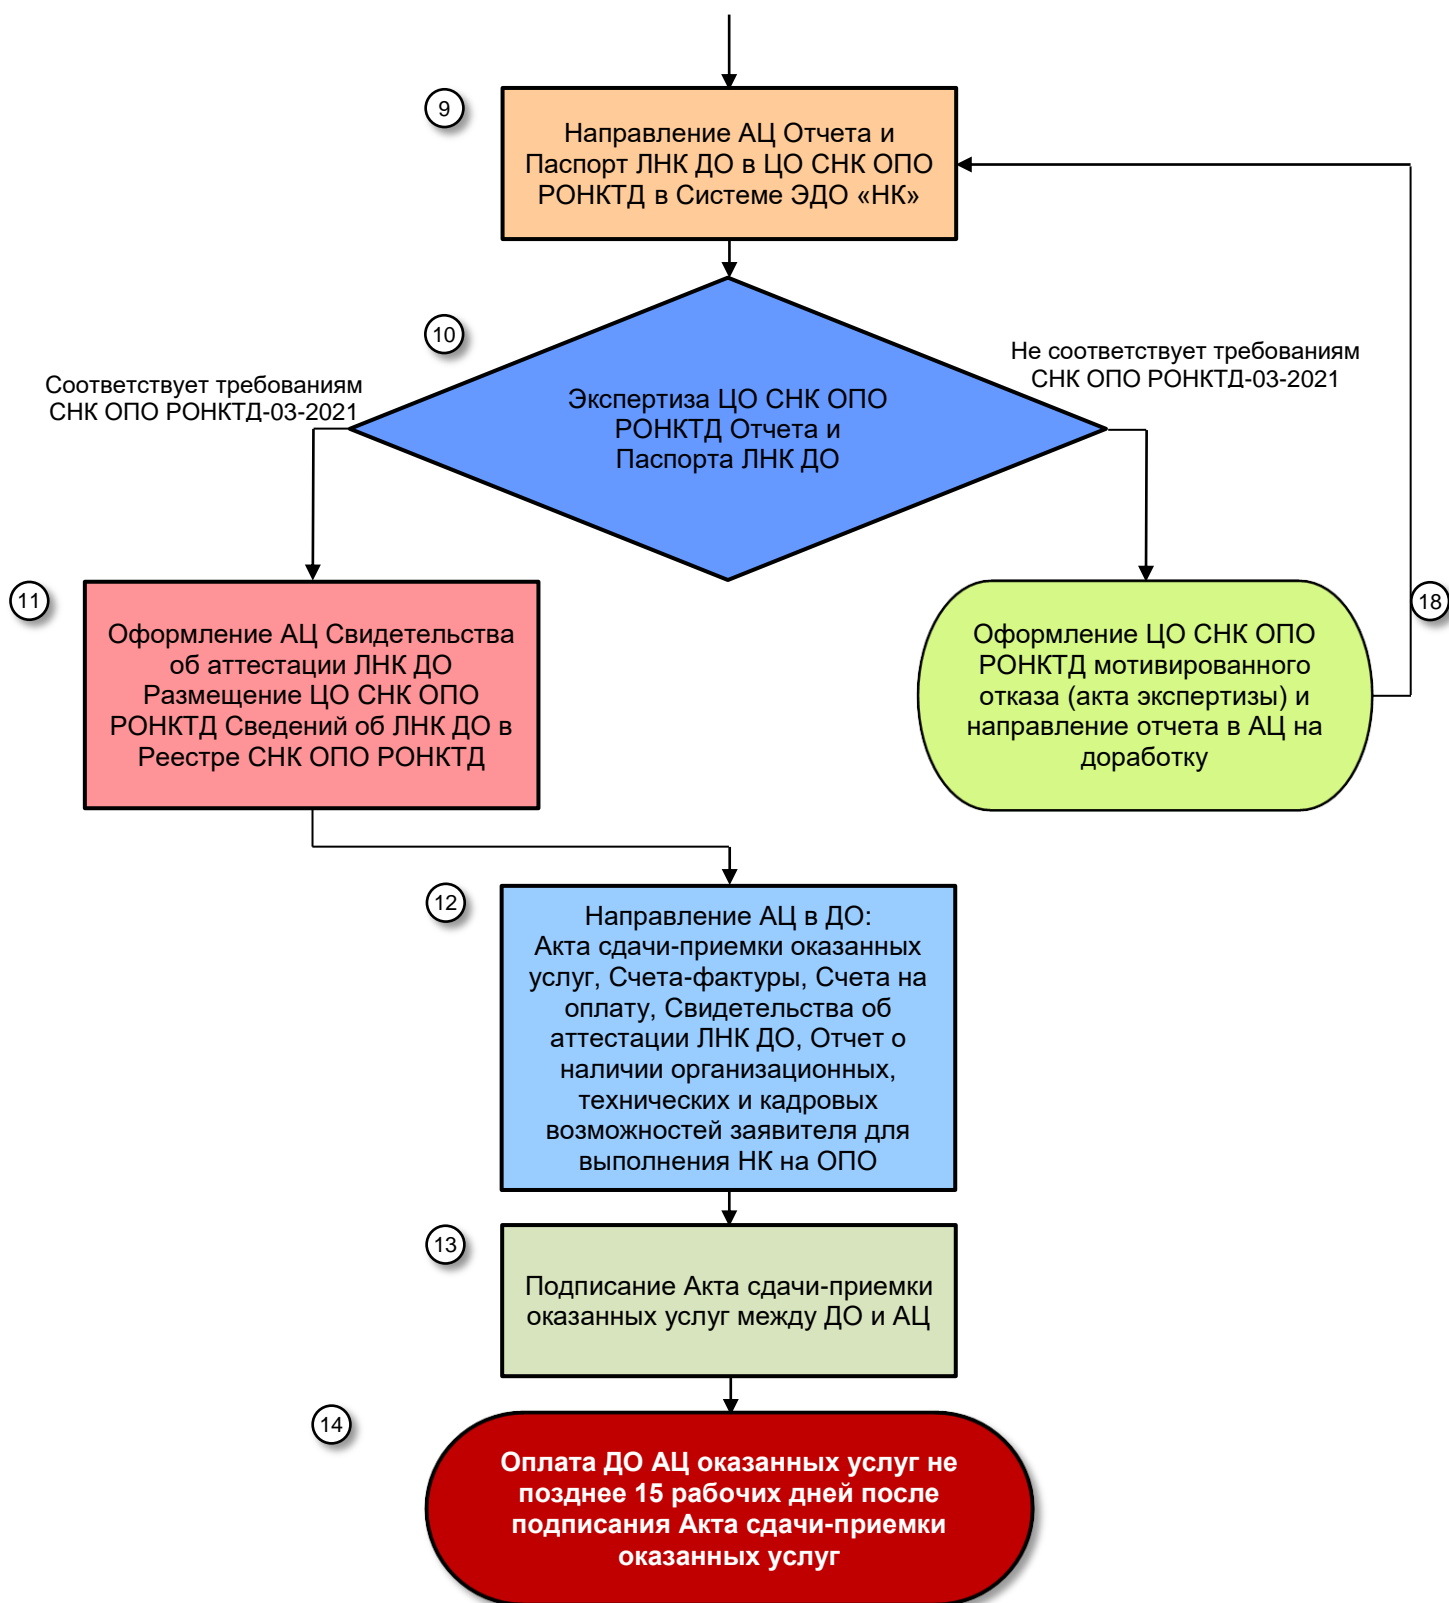 9
Направление АЦ Отчета и
Паспорт ЛНК ДО в ЦО СНК ОПО
РОНКТД в Системе ЭДО «НК»
10
Соответствует требованиям
СНК ОПО РОНКТД-03-2021
Экспертиза ЦО СНК ОПО
РОНКТД Отчета и
Паспорта ЛНК ДО
Не соответствует требованиям
СНК ОПО РОНКТД-03-2021
11
Оформление АЦ Свидетельства
об аттестации ЛНК ДО
Размещение ЦО СНК ОПО
РОНКТД Сведений об ЛНК ДО в
Реестре СНК ОПО РОНКТД
18
Оформление ЦО СНК ОПО
РОНКТД мотивированного
отказа (акта экспертизы) и
направление отчета в АЦ на
доработку
12
Направление АЦ в ДО:
Акта сдачи-приемки оказанных
услуг, Счета-фактуры, Счета на
оплату, Свидетельства об
аттестации ЛНК ДО, Отчет о
наличии организационных,
технических и кадровых
возможностей заявителя для
выполнения НК на ОПО
13
Подписание Акта сдачи-приемки
оказанных услуг между ДО и АЦ
14
Оплата ДО АЦ оказанных услуг не
позднее 15 рабочих дней после
подписания Акта сдачи-приемки
оказанных услуг